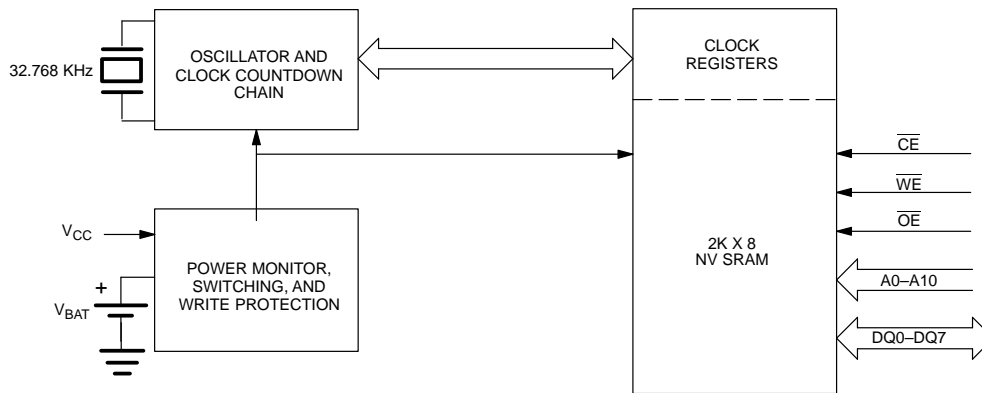 32.768 KHz
OSCILLATOR AND
CLOCK COUNTDOWN
CHAIN
CLOCK
REGISTERS
CE
WE
OE
VCC
+
VBAT
POWER MONITOR,
SWITCHING, AND
WRITE PROTECTION
2K X 8
NV SRAM
A0–A10
DQ0–DQ7